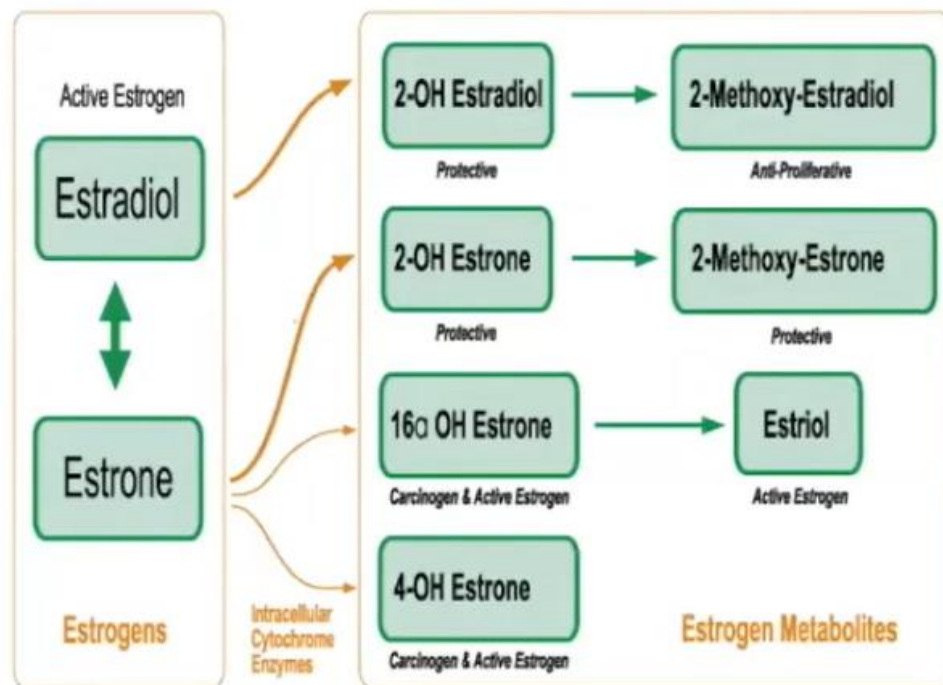 Active Estrogen
Estradiol
Estrone
Estrogens
Intracellular
Cytochrome
Enzymes
2-OH Estradiol
Protective
2-Methoxy-Estradiol
Anti-Proliferative
2-OH Estrone
Protective
2-Methoxy-Estrone
Protective
16α OH Estrone
Carcinogen & Active Estrogen
Estriol
Active Estrogen
4-OH Estrone
Carcinogen & Active Estrogen
Estrogen Metabolites